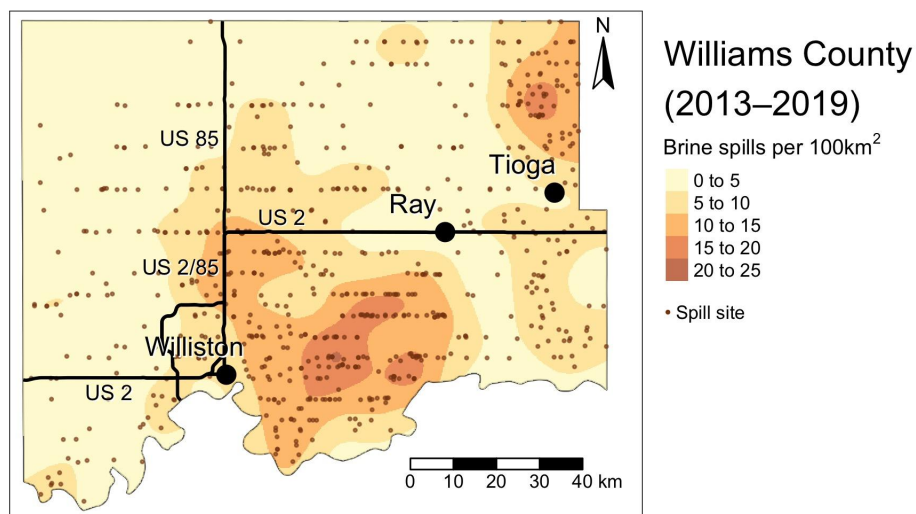 N
Williams County
(2013–2019)
Brine spills per 100km²
0 to 5
5 to 10
10 to 15
15 to 20
20 to 25
Spill site
US 85
Tioga
Ray
US 2
US 2/85
Williston
US 2
0 10 20 30 40 km